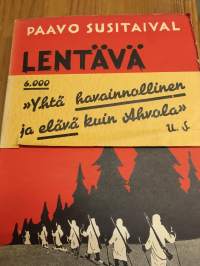 PAAVO SUSITAIVAL
LENTÄVÄ
6.000
»Yhtä havainnollinen
ja elävä kuin Ahvola»
U. S.